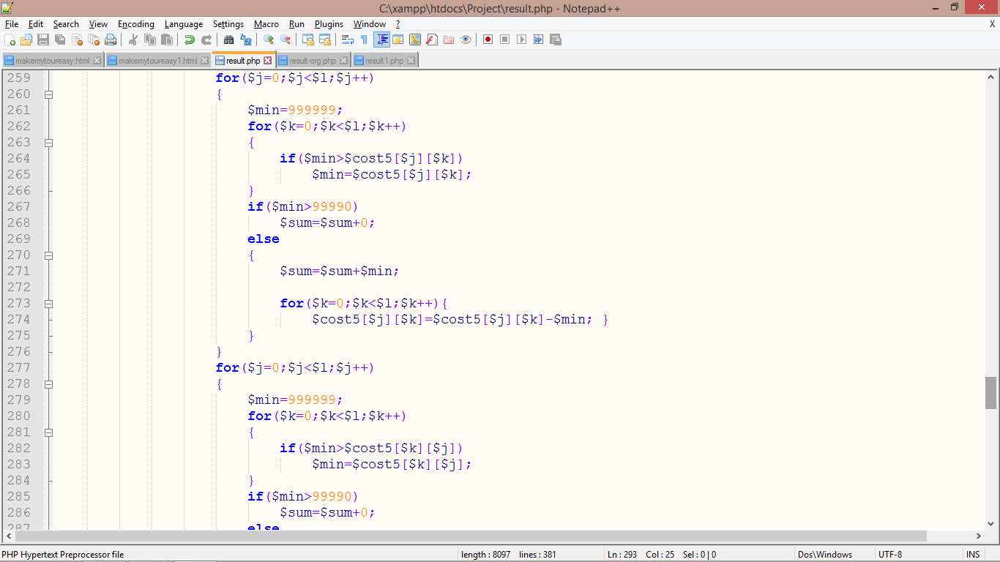 C:\xampp\htdocs\Project\result.php - Notepad++
File Edit Search View Encoding Language Settings Macro Run Plugins Window ? X
makemytoureasy.html makemytoureasy1.html result.php result-org.php result1.php
259 for($j=0;$j<$l;$j++)
260 {
261 $min=999999;
262 for($k=0;$k<$l;$k++)
263 {
264 if($min>$cost5[$j][$k])
265 $min=$cost5[$j][$k];
266 }
267 if($min>99990)
268 $sum=$sum+0;
269 else
270 {
271 $sum=$sum+$min;
272
273 for($k=0;$k<$l;$k++){
274 $cost5[$j][$k]=$cost5[$j][$k]-$min; }
275 }
276 }
277 for($j=0;$j<$l;$j++)
278 {
279 $min=999999;
280 for($k=0;$k<$l;$k++)
281 {
282 if($min>$cost5[$k][$j])
283 $min=$cost5[$k][$j];
284 }
285 if($min>99990)
286 $sum=$sum+0;
287 else
PHP Hypertext Preprocessor file length : 8097 lines : 381 Ln : 293 Col : 25 Sel : 0 | 0 Dos\Windows UTF-8 INS